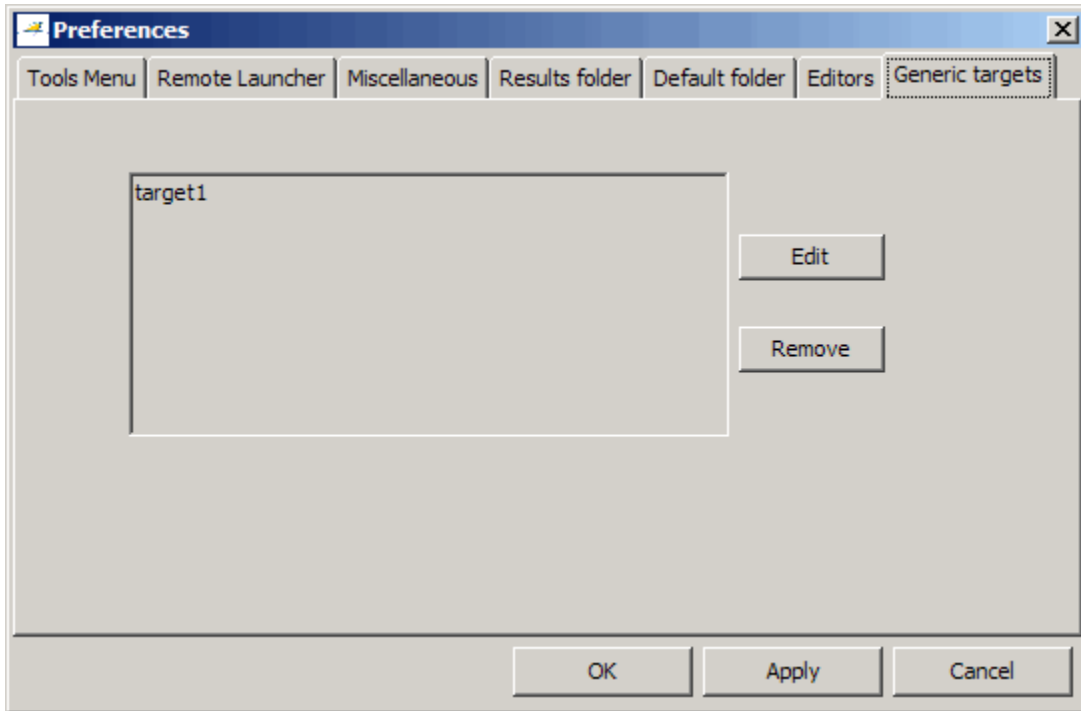 Preferences
Tools Menu Remote Launcher Miscellaneous Results folder Default folder Editors Generic targets
target1
Edit
Remove
OK Apply Cancel